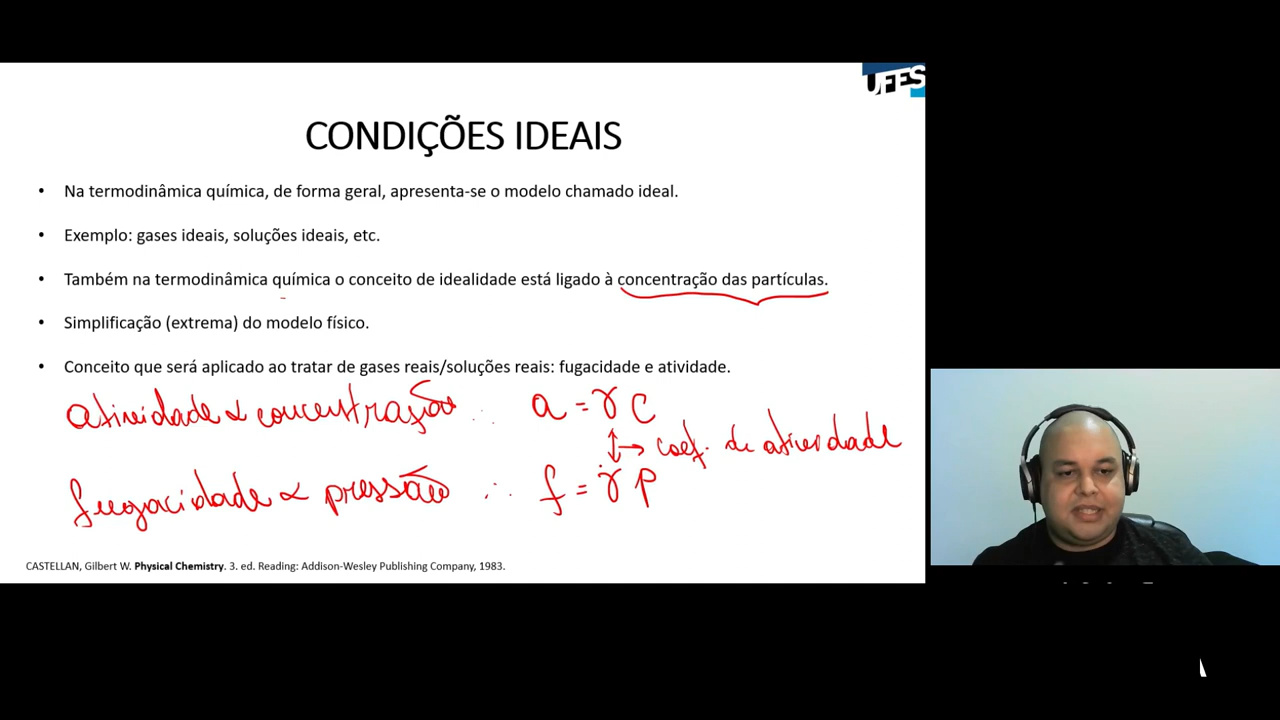 UFES
CONDIÇÕES IDEAIS
• Na termodinâmica química, de forma geral, apresenta-se o modelo chamado ideal.
• Exemplo: gases ideais, soluções ideais, etc.
• Também na termodinâmica química o conceito de idealidade está ligado à concentração das partículas.
• Simplificação (extrema) do modelo físico.
• Conceito que será aplicado ao tratar de gases reais/soluções reais: fugacidade e atividade.
atividade ∝ concentração ∴ a = γ C
↕→ coef. de atividade
fugacidade ∝ pressão ∴ f = γ p
CASTELLAN, Gilbert W. Physical Chemistry. 3. ed. Reading: Addison-Wesley Publishing Company, 1983.